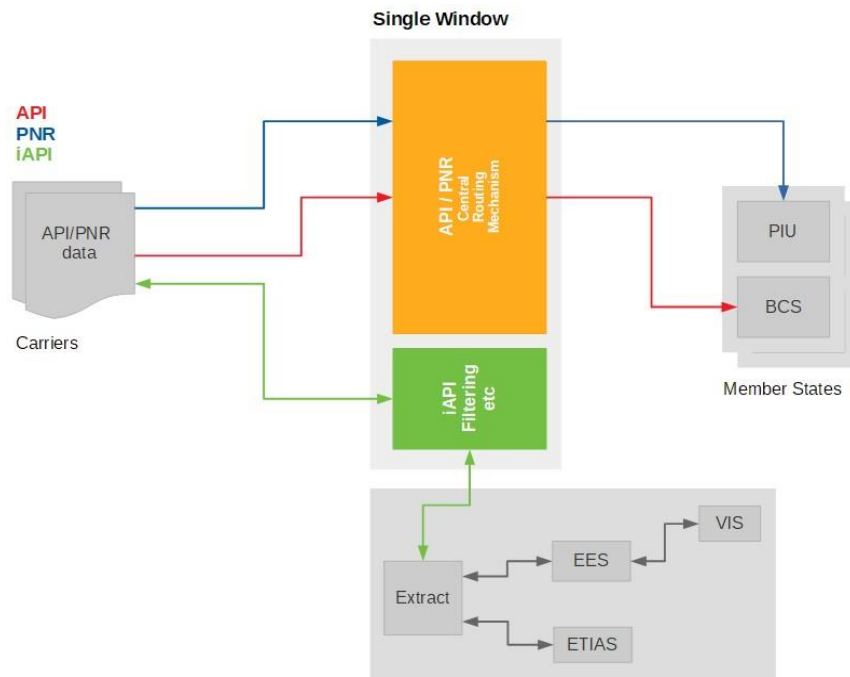 Single Window
API
PNR
iAPI
API/PNR
data
Carriers
API / PNR
Central
Routing
Mechanism
iAPI
Filtering
etc
PIU
BCS
Member States
Extract
EES
VIS
ETIAS